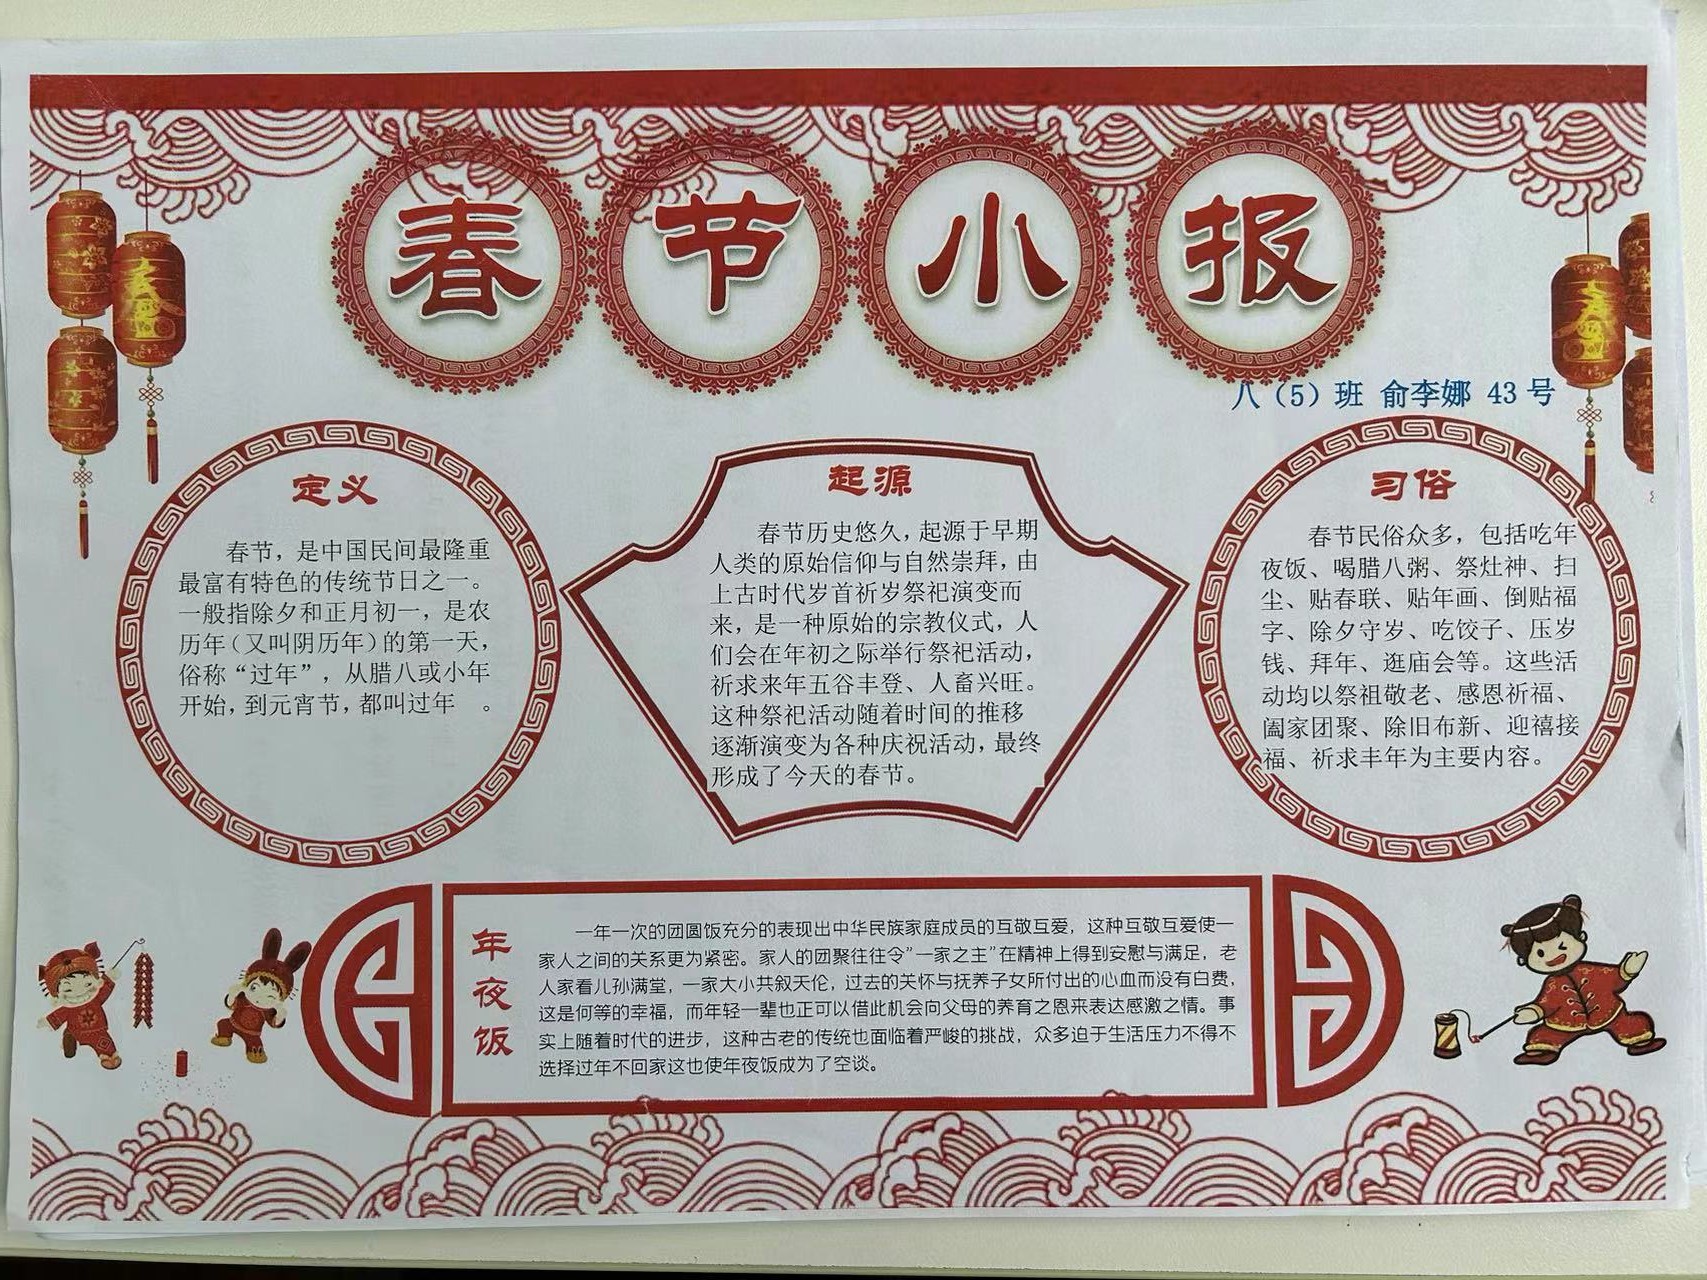 春节小报
八（5）班 俞李娜 43号
定义
春节，是中国民间最隆重
最富有特色的传统节日之一。
一般指除夕和正月初一，是农
历年（又叫阴历年）的第一天，
俗称“过年”，从腊八或小年
开始，到元宵节，都叫过年 。
起源
春节历史悠久，起源于早期
人类的原始信仰与自然崇拜，由
上古时代岁首祈岁祭祀演变而
来，是一种原始的宗教仪式，人
们会在年初之际举行祭祀活动，
祈求来年五谷丰登、人畜兴旺。
这种祭祀活动随着时间的推移
逐渐演变为各种庆祝活动，最终
形成了今天的春节。
习俗
春节民俗众多，包括吃年
夜饭、喝腊八粥、祭灶神、扫
尘、贴春联、贴年画、倒贴福
字、除夕守岁、吃饺子、压岁
钱、拜年、逛庙会等。这些活
动均以祭祖敬老、感恩祈福、
阖家团聚、除旧布新、迎禧接
福、祈求丰年为主要内容。
年夜饭
一年一次的团圆饭充分的表现出中华民族家庭成员的互敬互爱，这种互敬互爱使一
家人之间的关系更为紧密。家人的团聚往往令”一家之主”在精神上得到安慰与满足，老
人家看儿孙满堂，一家大小共叙天伦，过去的关怀与抚养子女所付出的心血而没有白费，
这是何等的幸福，而年轻一辈也正可以借此机会向父母的养育之恩来表达感激之情。事
实上随着时代的进步，这种古老的传统也面临着严峻的挑战，众多迫于生活压力不得不
选择过年不回家这也使年夜饭成为了空谈。